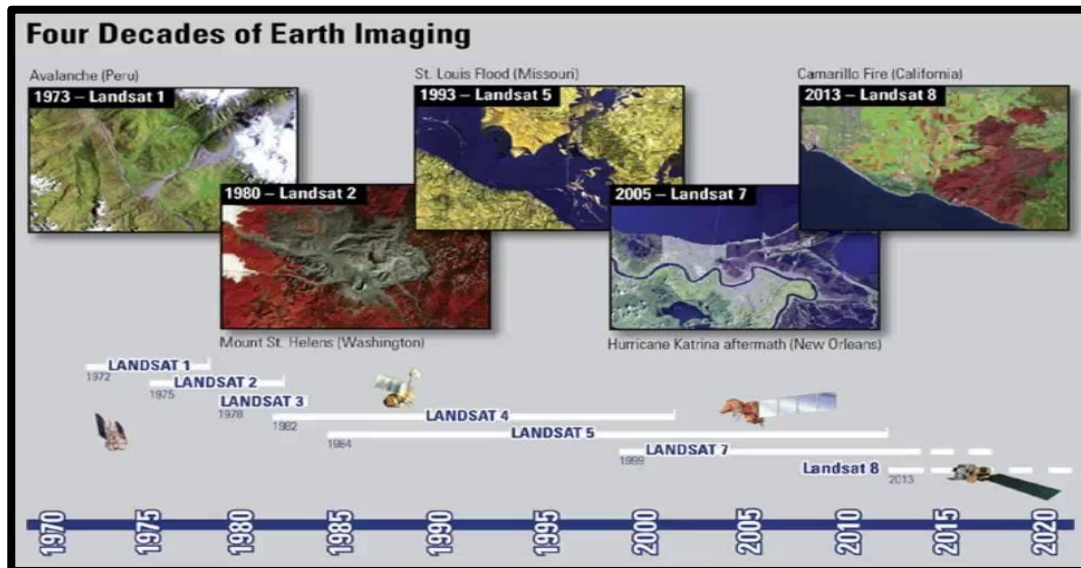 Four Decades of Earth Imaging
Avalanche (Peru)
1973 – Landsat 1
St. Louis Flood (Missouri)
1993 – Landsat 5
Camarillo Fire (California)
2013 – Landsat 8
1980 – Landsat 2
Mount St. Helens (Washington)
2005 – Landsat 7
Hurricane Katrina aftermath (New Orleans)
LANDSAT 1
1972
LANDSAT 2
1975
LANDSAT 3
1978
LANDSAT 4
1982
LANDSAT 5
1984
LANDSAT 7
1999
Landsat 8
2013
1970 1975 1980 1985 1990 1995 2000 2005 2010 2015 2020